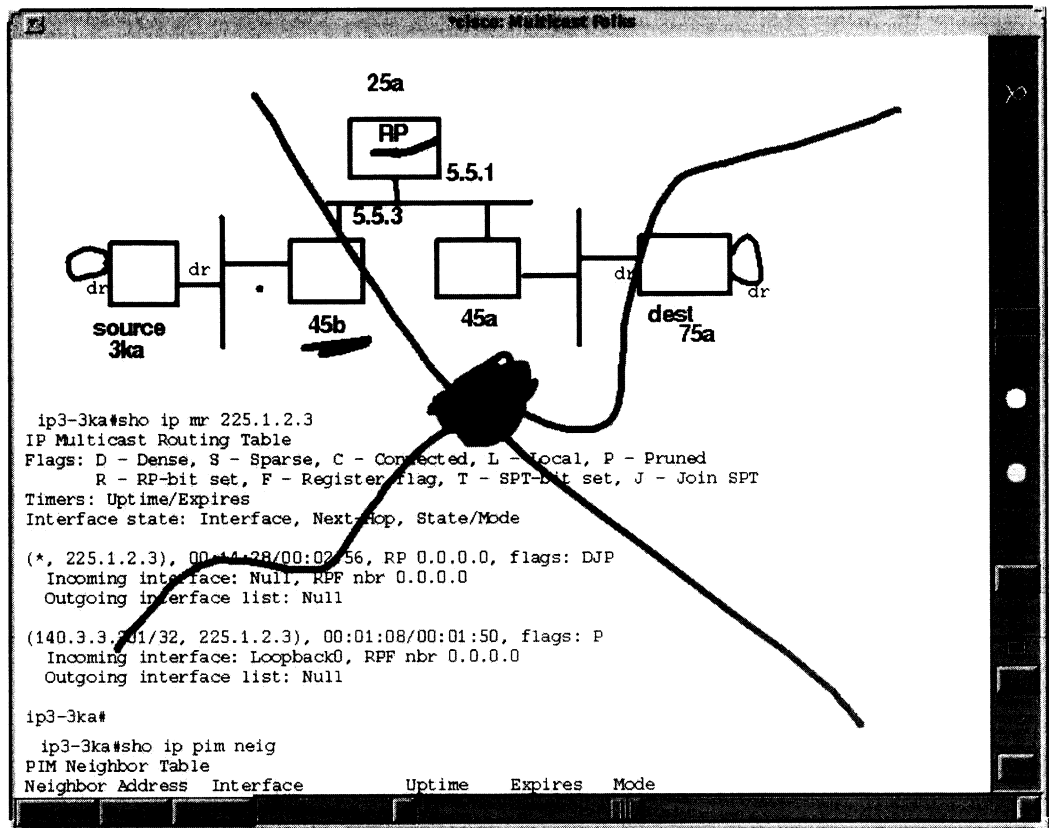 cisco: Multicast Folks
25a
RP
5.5.1
5.5.3
dr
dr
dr
dr
source
3ka
45b
45a
dest
75a
ip3-3ka#sho ip mr 225.1.2.3
IP Multicast Routing Table
Flags: D - Dense, S - Sparse, C - Connected, L - Local, P - Pruned
R - RP-bit set, F - Register flag, T - SPT-bit set, J - Join SPT
Timers: Uptime/Expires
Interface state: Interface, Next-Hop, State/Mode
(*, 225.1.2.3), 00:14:28/00:02:56, RP 0.0.0.0, flags: DJP
Incoming interface: Null, RPF nbr 0.0.0.0
Outgoing interface list: Null
(140.3.3.201/32, 225.1.2.3), 00:01:08/00:01:50, flags: P
Incoming interface: Loopback0, RPF nbr 0.0.0.0
Outgoing interface list: Null
ip3-3ka#
ip3-3ka#sho ip pim neig
PIM Neighbor Table
Neighbor Address Interface Uptime Expires Mode